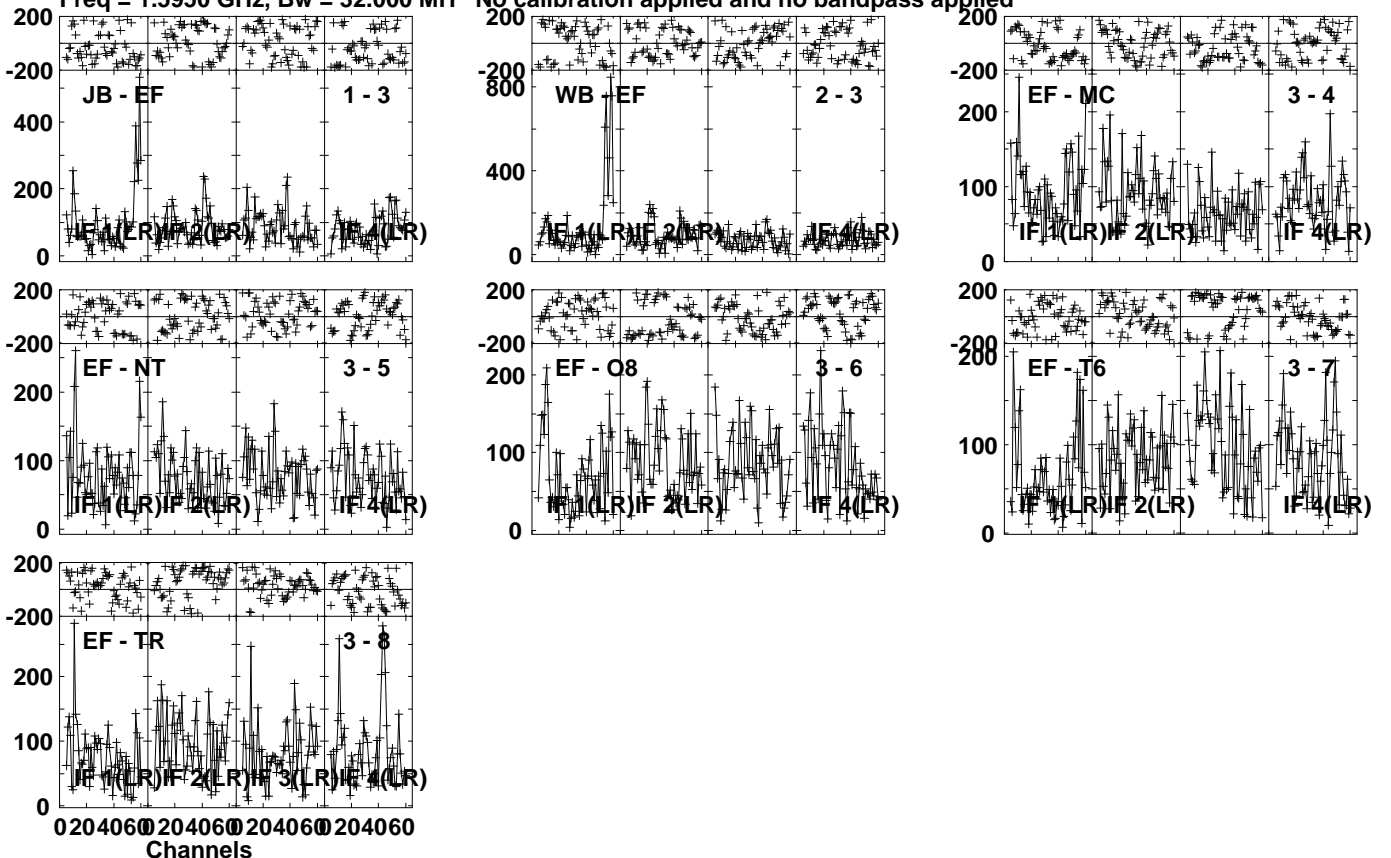 Freq = 1.5950 GHz, Bw = 32.000 MH No calibration applied and no bandpass applied
200 200 200
-200 -200 -200
JB - EF 1 - 3 WB - EF 2 - 3 EF - MC 3 - 4
400 800 200
200 400 100
IF 1(LR) IF 2(LR) IF 4(LR) IF 1(LR) IF 2(LR) IF 4(LR) IF 1(LR) IF 2(LR) IF 4(LR)
0 0 0
200 200 200
-200 -200 -200
EF - NT 3 - 5 EF - O8 3 - 6 200 EF - T6 3 - 7
200 200
100 100 100
IF 1(LR) IF 2(LR) IF 4(LR) IF 1(LR) IF 2(LR) IF 4(LR) IF 1(LR) IF 2(LR) IF 4(LR)
0 0 0
200
-200
EF - TR 3 - 8
200
100
IF 1(LR) IF 2(LR) IF 3(LR) IF 4(LR)
0
0 20 40 60 0 20 40 60 0 20 40 60 0 20 40 60
Channels